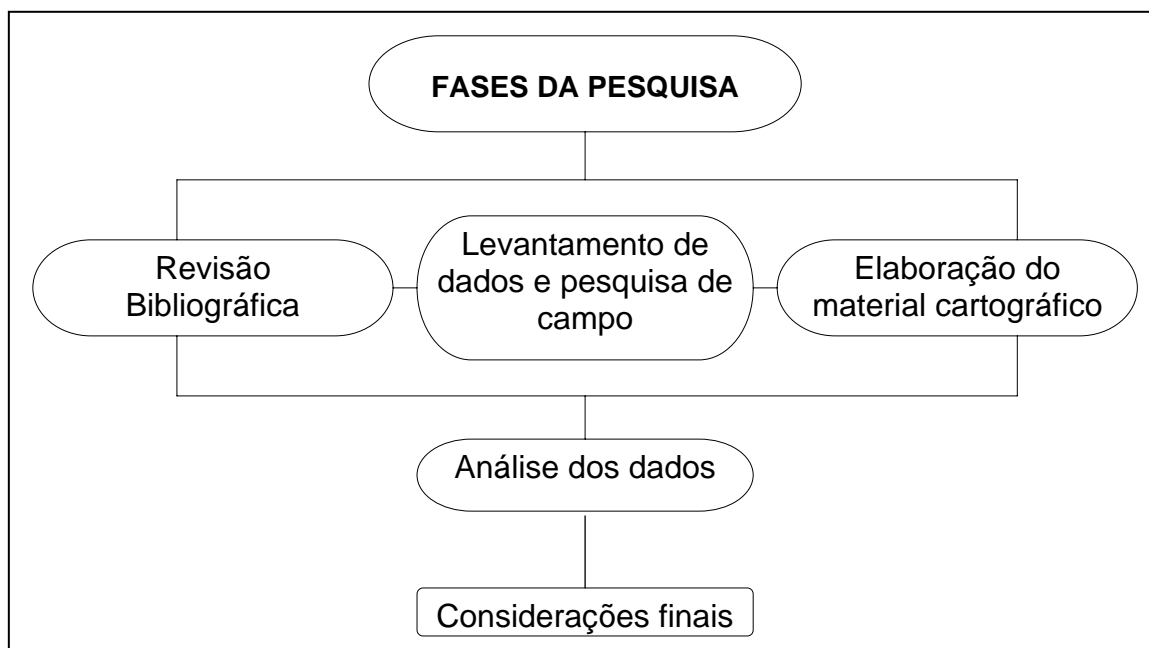 FASES DA PESQUISA
Revisão
Bibliográfica
Levantamento de
dados e pesquisa de
campo
Elaboração do
material cartográfico
Análise dos dados
Considerações finais